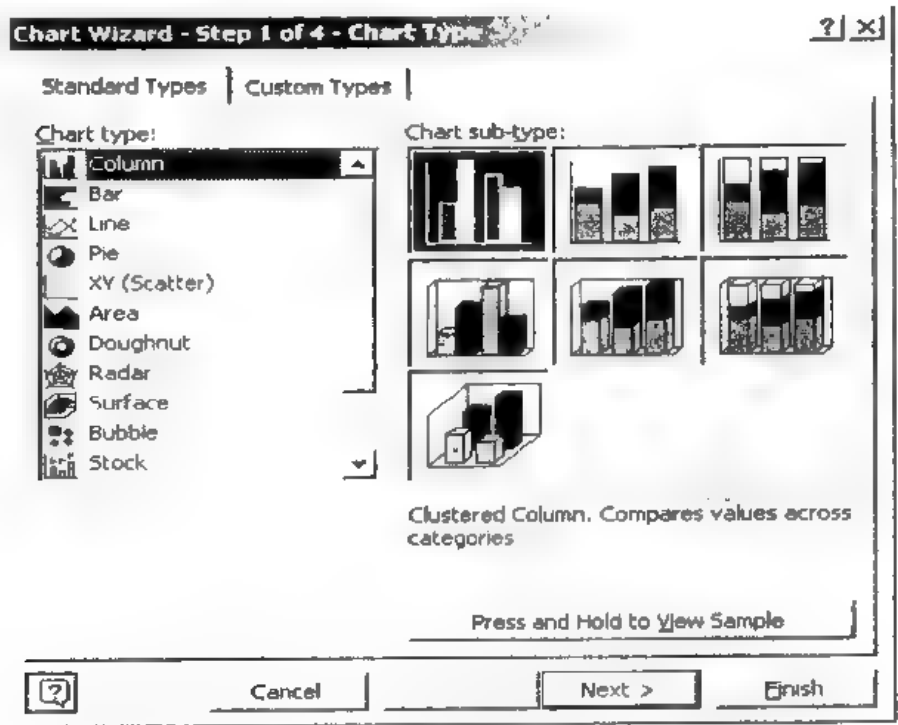 Chart Wizard - Step 1 of 4 - Chart Type
Standard Types
Custom Types
Chart type:
Column
Bar
Line
Pie
XY (Scatter)
Area
Doughnut
Radar
Surface
Bubble
Stock
Chart sub-type:
Clustered Column. Compares values across
categories
Press and Hold to View Sample
Cancel
Next >
Finish